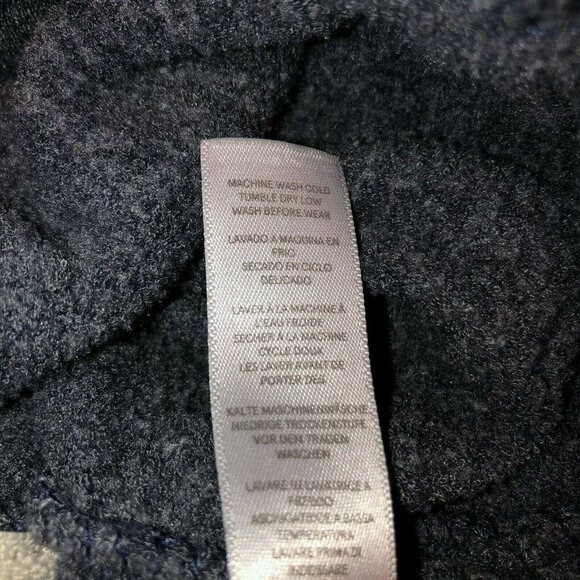 MACHINE WASH COLD
TUMBLE DRY LOW
WASH BEFORE WEAR
LAVADO A MAQUINA EN
FRIO
SECADO EN CICLO
DELICADO
LAVER À LA MACHINE À
L'EAU FROIDE
SECHER À LA MACHINE
CYCLE DOUX
LES LAVER AVANT DE
PORTER DES
KALTE MASCHINENWÄSCHE
NIEDRIGE TROCKENSTUFE
VOR DEM TRAGEN
WASCHEN
LAVARE IN LAVATRICE A
FREDDO
ASCIUGATRICE A BASSA
TEMPERATURA
LAVARE PRIMA DI
INDOSSARE